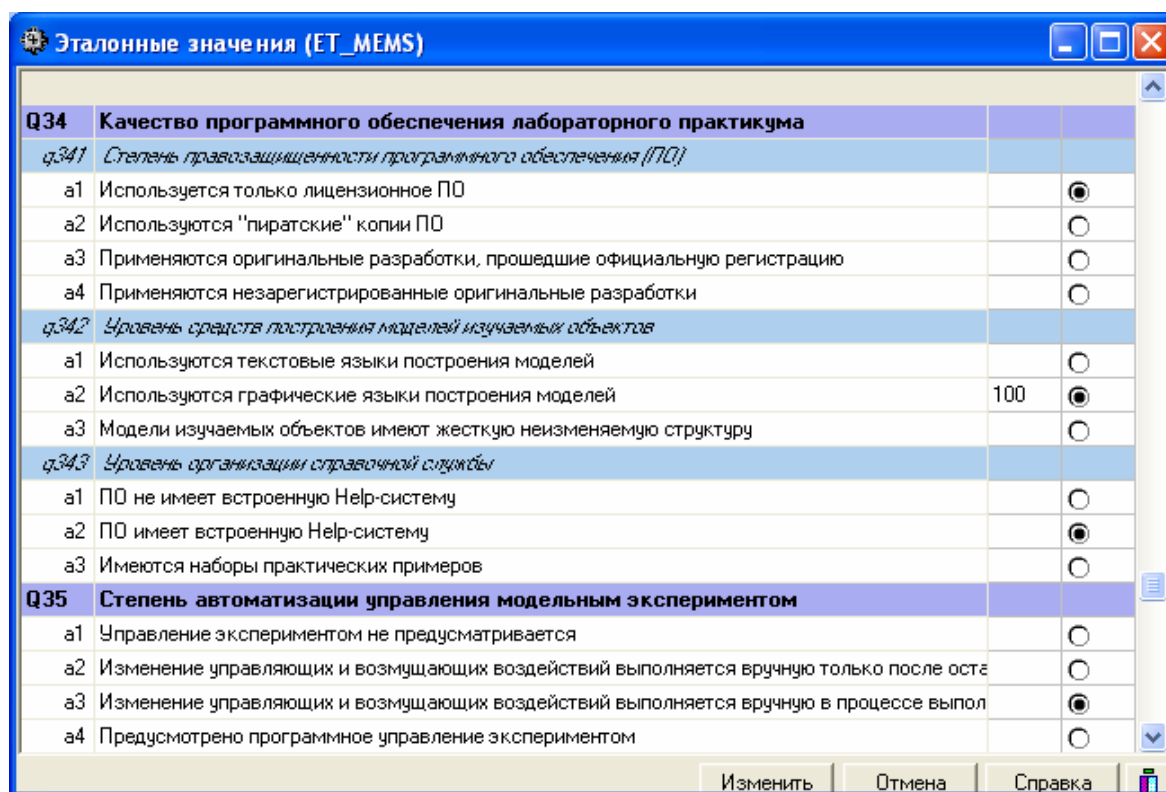 Эталонные значения (ET_MEMS)
Q34 Качество программного обеспечения лабораторного практикума
q341 Степень правозащищенности программного обеспечения (ПО)
a1 Используется только лицензионное ПО
a2 Используются "пиратские" копии ПО
a3 Применяются оригинальные разработки, прошедшие официальную регистрацию
a4 Применяются незарегистрированные оригинальные разработки
q342 Уровень средств построения моделей изучаемых объектов
a1 Используются текстовые языки построения моделей
a2 Используются графические языки построения моделей 100
a3 Модели изучаемых объектов имеют жесткую неизменяемую структуру
q343 Уровень организации справочной службы
a1 ПО не имеет встроенную Help-систему
a2 ПО имеет встроенную Help-систему
a3 Имеются наборы практических примеров
Q35 Степень автоматизации управления модельным экспериментом
a1 Управление экспериментом не предусматривается
a2 Изменение управляющих и возмущающих воздействий выполняется вручную только после оста
a3 Изменение управляющих и возмущающих воздействий выполняется вручную в процессе выпол
a4 Предусмотрено программное управление экспериментом
Изменить Отмена Справка